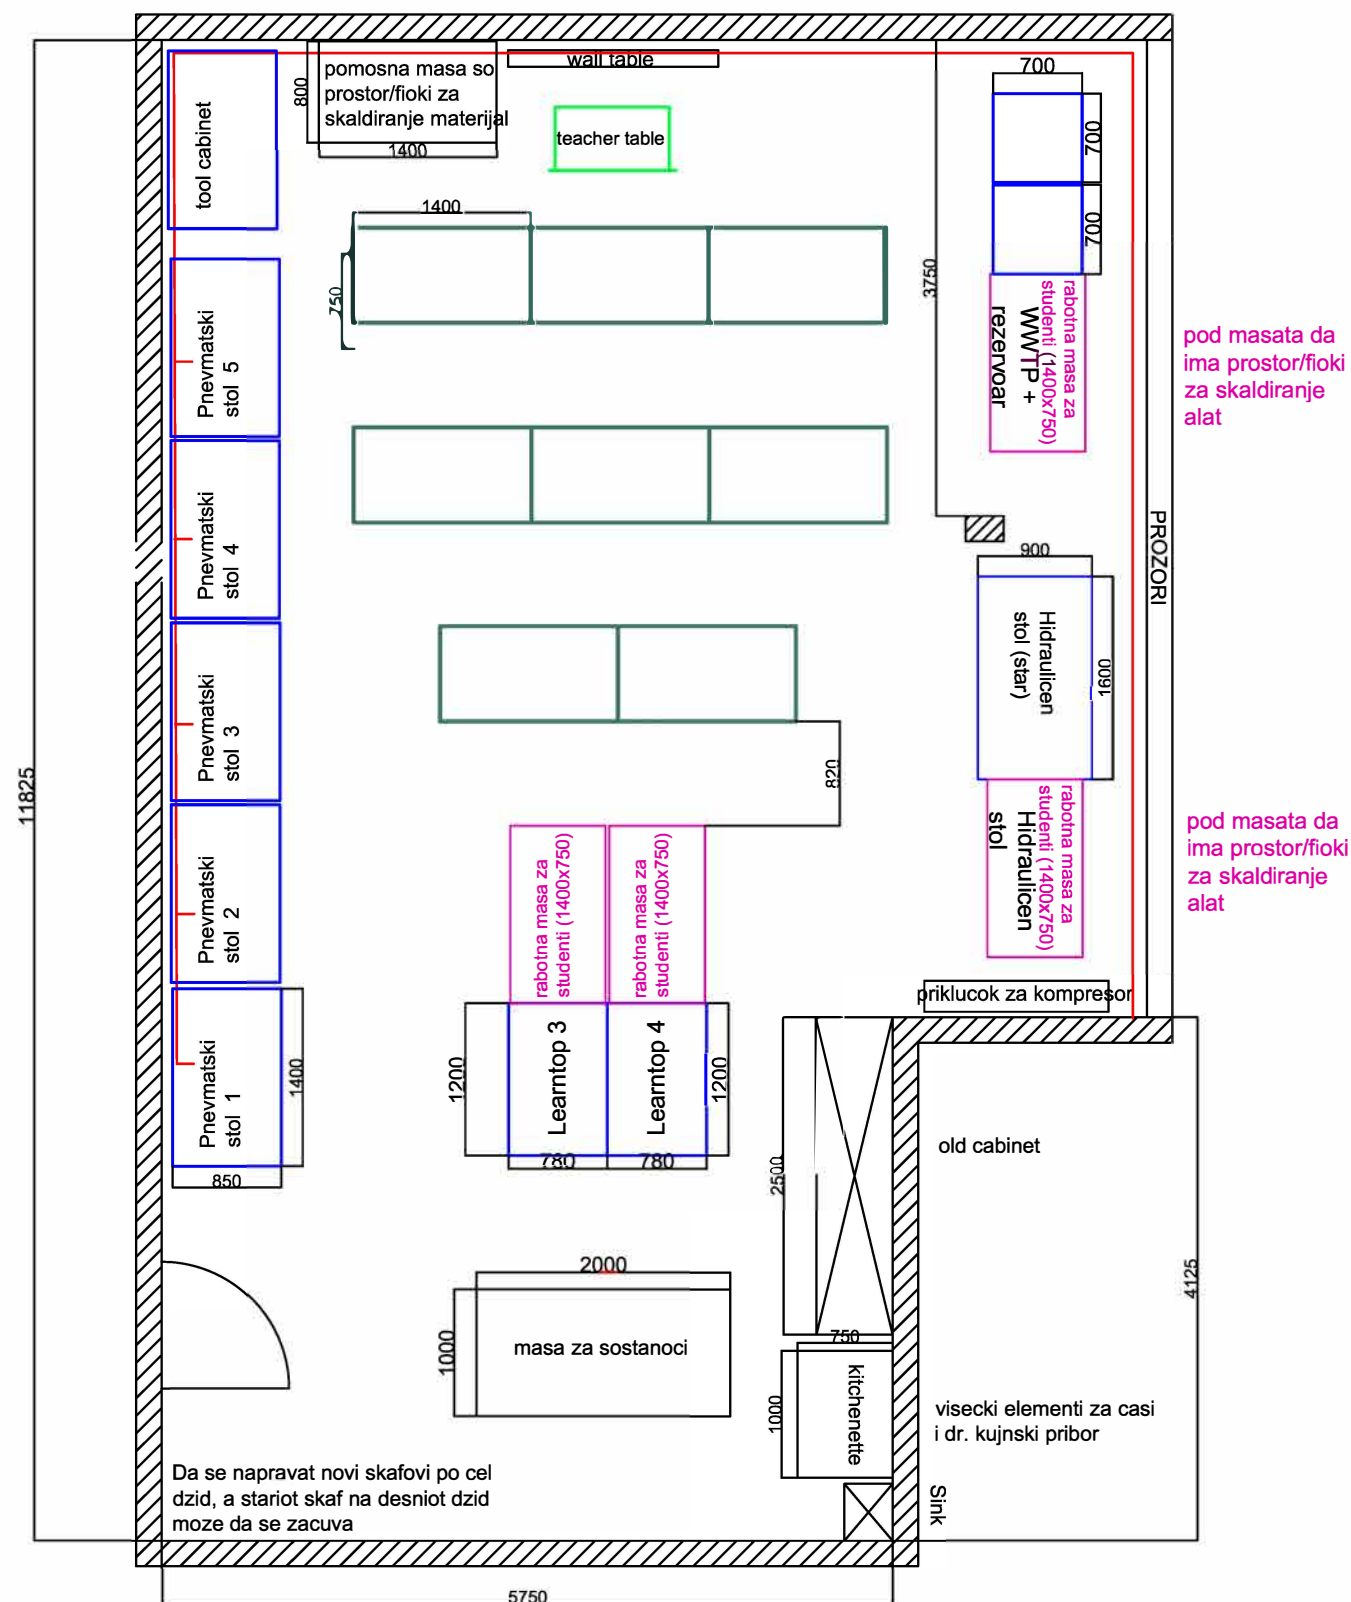 wall table
pomosna masa so
prostor/fioki za
skaldiranje materijal
800
1400
tool cabinet
teacher table
700
700
700
1400
750
3750
rabotna masa za
studenti (1400x750)
WWTP +
rezervoar
pod masata da
ima prostor/fioki
za skaldiranje
alat
Pnevmatski
stol 5
Pnevmatski
stol 4
PROZORI
900
Hidraulicen
stol (star)
1600
Pnevmatski
stol 3
11825
820
rabotna masa za
studenti (1400x750)
Hidraulicen
stol
pod masata da
ima prostor/fioki
za skaldiranje
alat
rabotna masa za
studenti (1400x750)
rabotna masa za
studenti (1400x750)
Pnevmatski
stol 2
priklucok za kompresor
Pnevmatski
stol 1
1400
850
1200
Learntop 3
Learntop 4
1200
780
780
2500
old cabinet
4125
2000
1000
masa za sostanoci
750
1000
kitchenette
visecki elementi za casi
i dr. kujnski pribor
Sink
Da se napravat novi skafovi po cel
dzid, a stariot skaf na desniot dzid
moze da se zacuva
5750